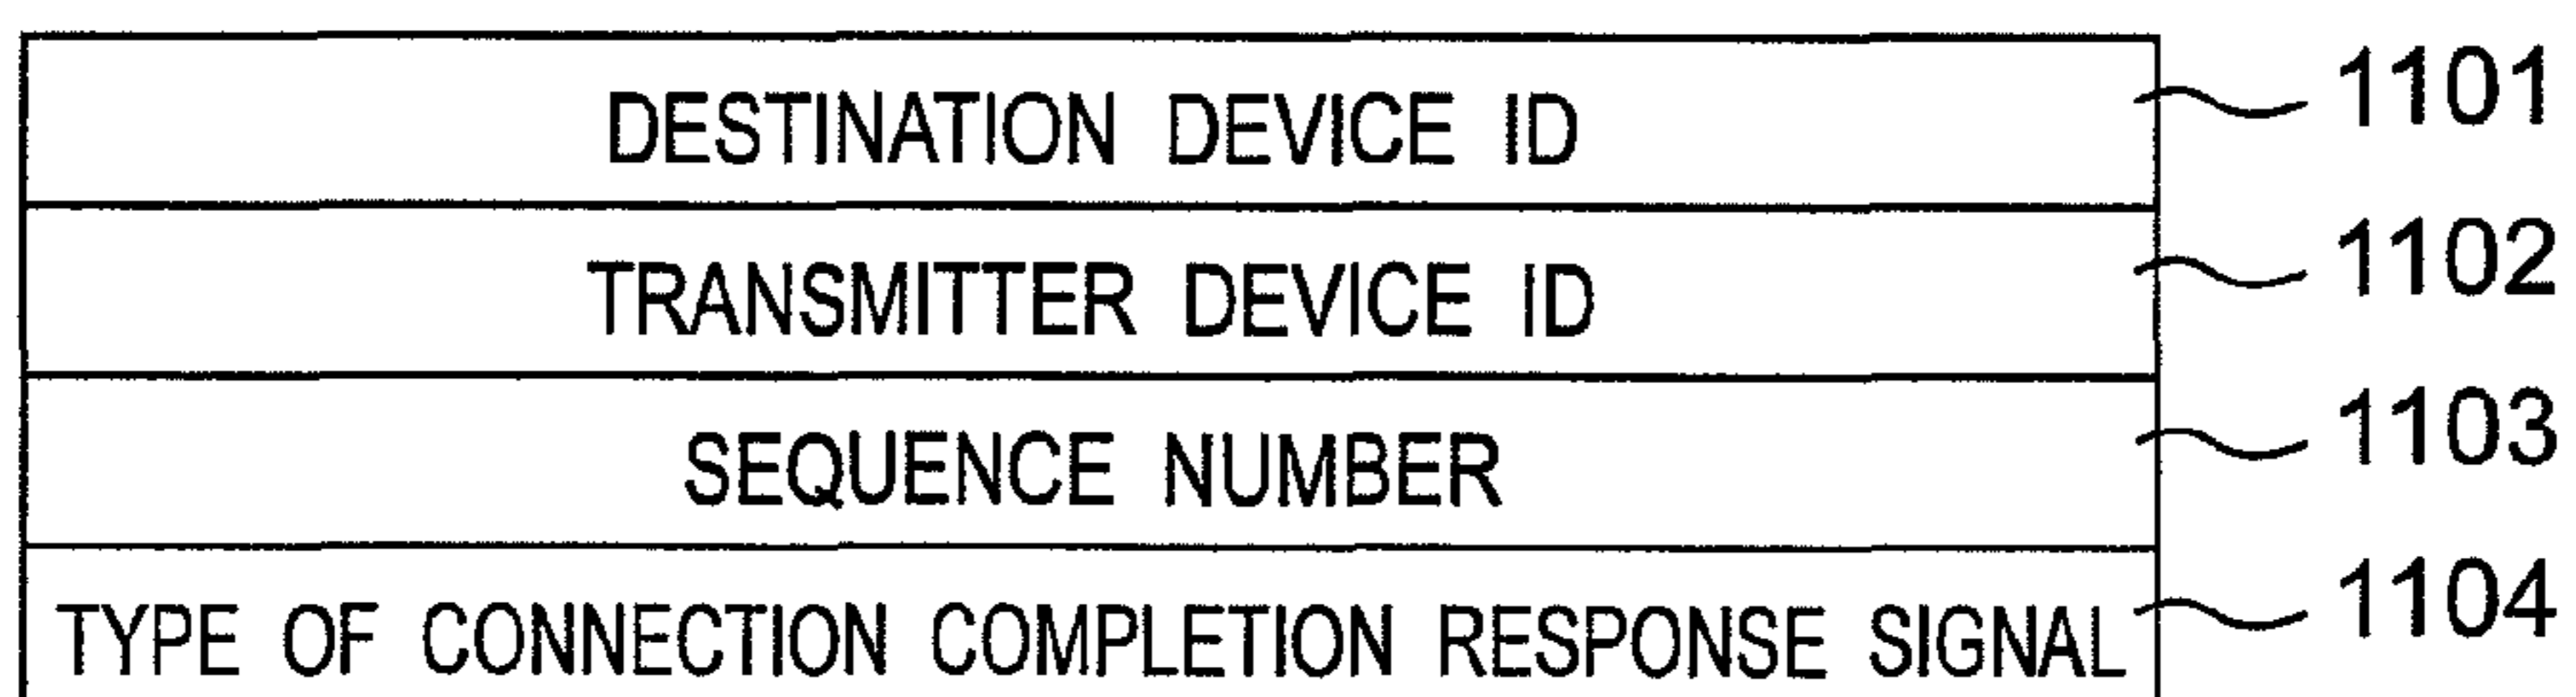 DESTINATION DEVICE ID 1101
TRANSMITTER DEVICE ID 1102
SEQUENCE NUMBER 1103
TYPE OF CONNECTION COMPLETION RESPONSE SIGNAL 1104